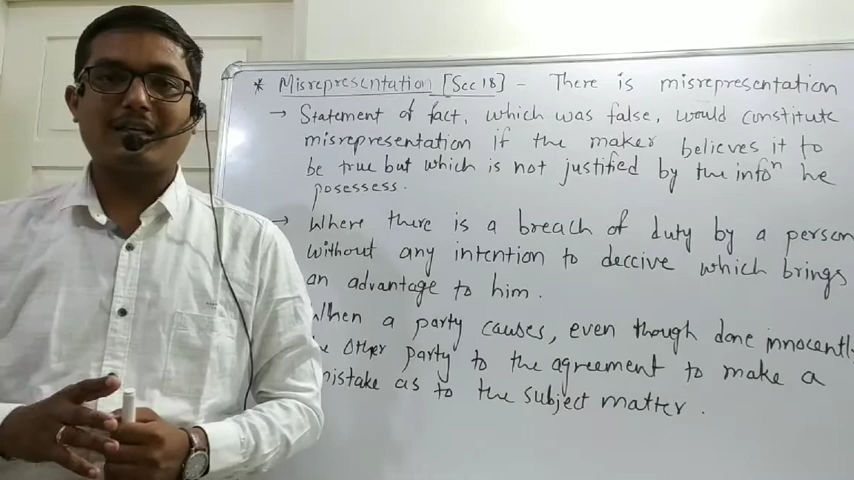 * Misrepresentation [Sec 18] - There is misrepresentation
→ Statement of fact, which was false, would constitute
misrepresentation if the maker believes it to
be true but which is not justified by the infoⁿ he
posessess.
→ Where there is a breach of duty by a person
without any intention to deceive which brings
an advantage to him.
When a party causes, even though done innocently
other party to the agreement to make a
mistake as to the subject matter.